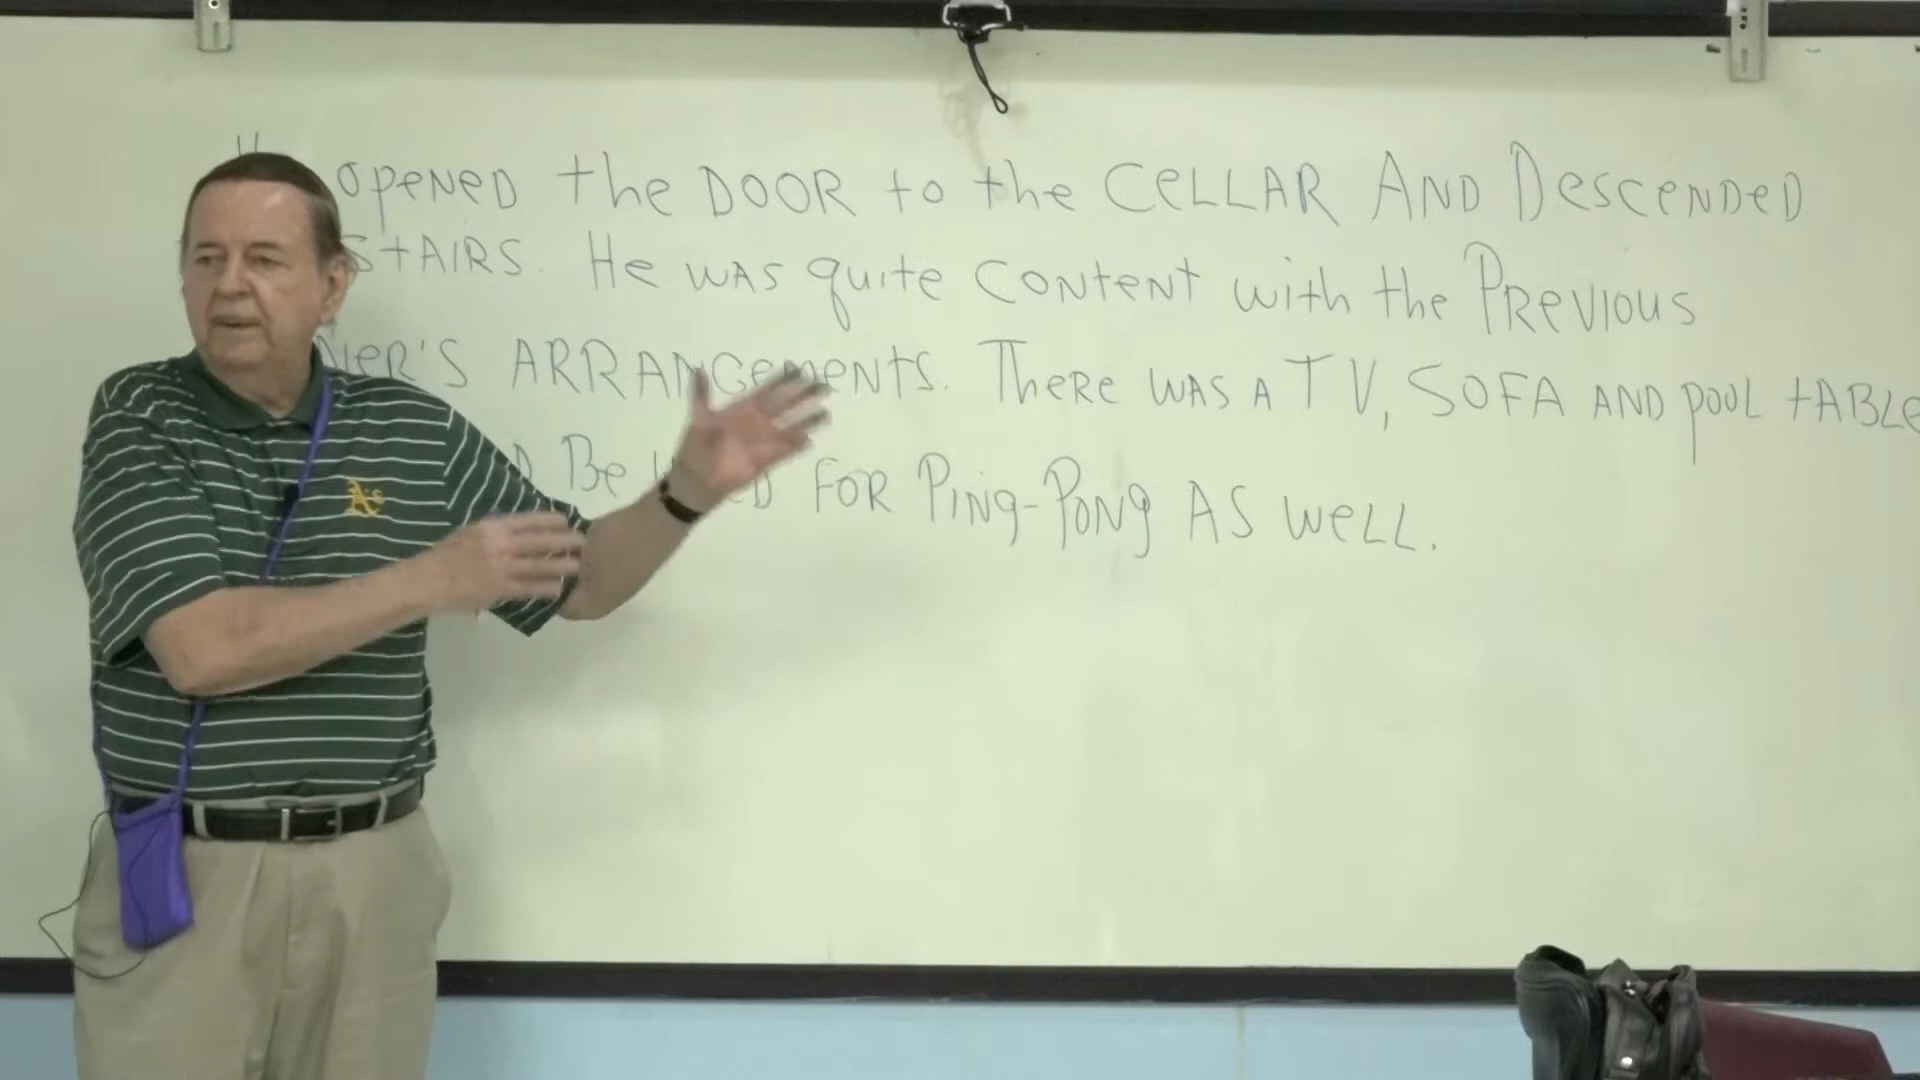 opened the DOOR to the CELLAR AND DesceNDeD
StAIRS. He WAS quite CONteNt with the PReVIOUS
ARRANGeMeNtS. TheRe WAS A TV, SOFA AND POOL tABLe
Be FOR PiNg-PONg AS WeLL.
A's